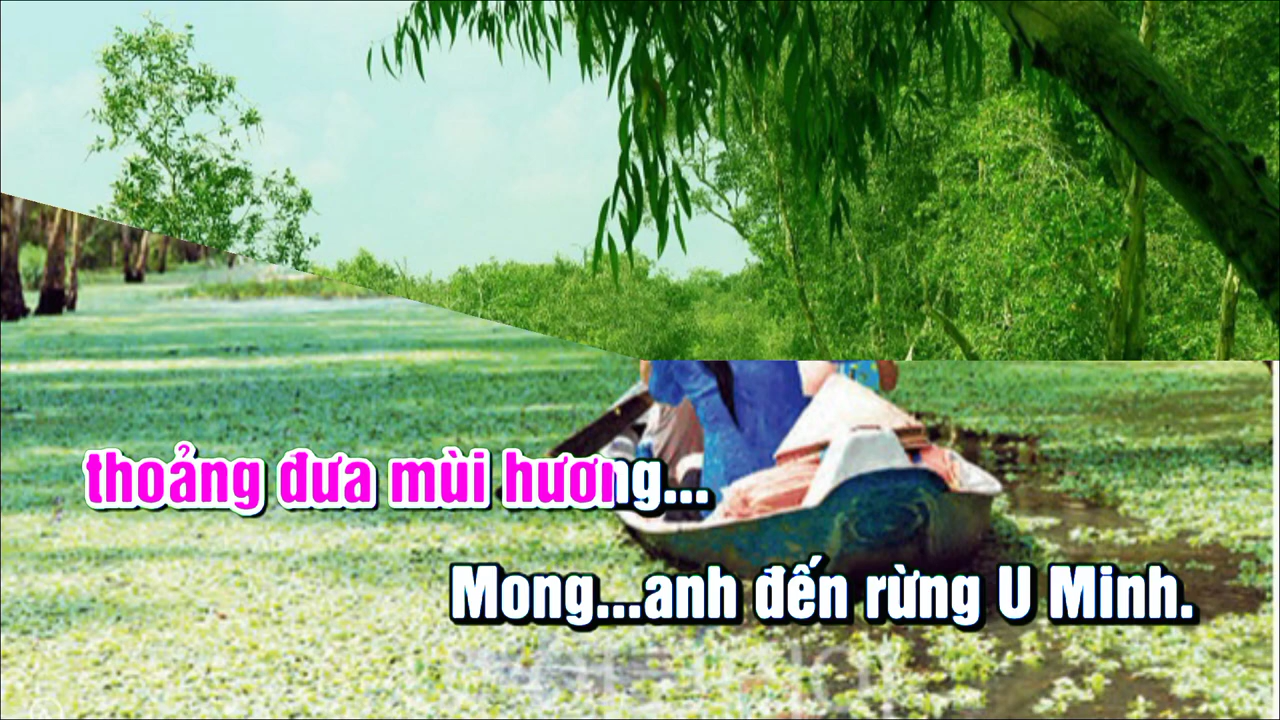 thoảng đưa mùi hương...
Mong...anh đến rừng U Minh.